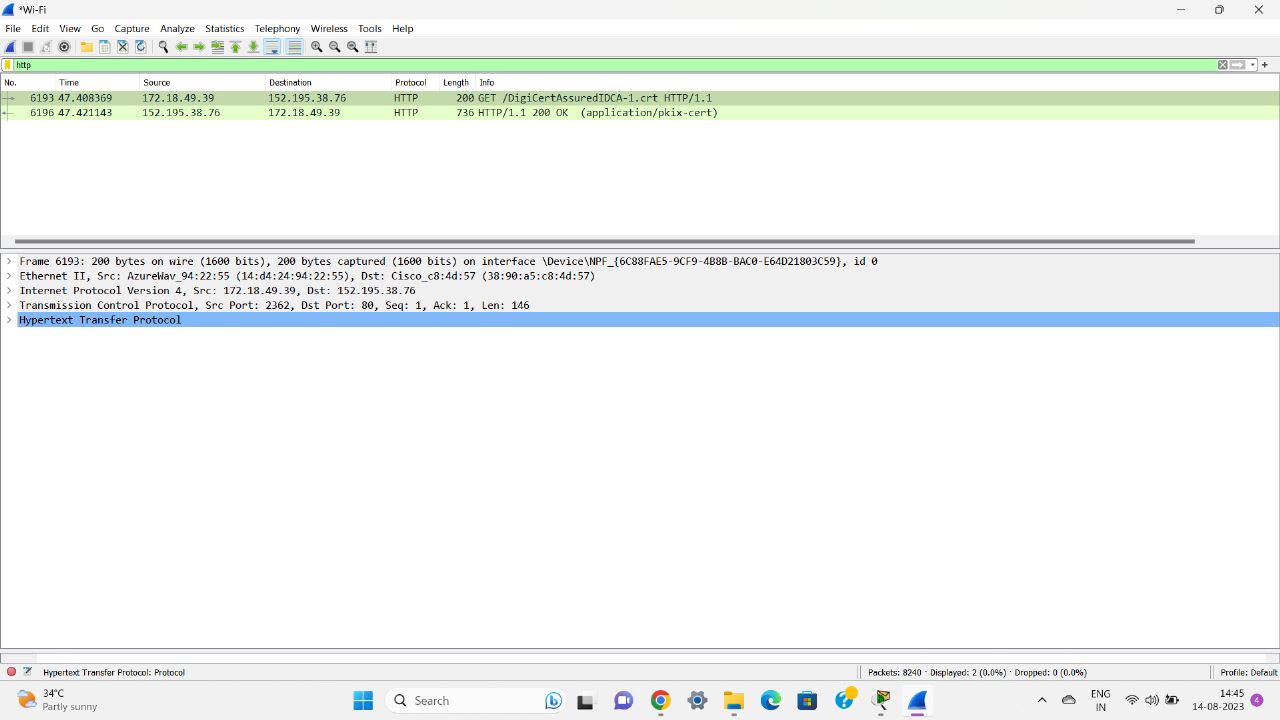 *Wi-Fi
File Edit View Go Capture Analyze Statistics Telephony Wireless Tools Help
http
No. Time Source Destination Protocol Length Info
6193 47.408369 172.18.49.39 152.195.38.76 HTTP 200 GET /DigiCertAssuredIDCA-1.crt HTTP/1.1
6196 47.421143 152.195.38.76 172.18.49.39 HTTP 736 HTTP/1.1 200 OK (application/pkix-cert)
Frame 6193: 200 bytes on wire (1600 bits), 200 bytes captured (1600 bits) on interface \Device\NPF_{6C88FAE5-9CF9-4B8B-BAC0-E64D21803C59}, id 0
Ethernet II, Src: AzureWav_94:22:55 (14:d4:24:94:22:55), Dst: Cisco_c8:4d:57 (38:90:a5:c8:4d:57)
Internet Protocol Version 4, Src: 172.18.49.39, Dst: 152.195.38.76
Transmission Control Protocol, Src Port: 2362, Dst Port: 80, Seq: 1, Ack: 1, Len: 146
Hypertext Transfer Protocol
Hypertext Transfer Protocol: Protocol
Packets: 8240 · Displayed: 2 (0.0%) · Dropped: 0 (0.0%)
Profile: Default
34°C
Partly sunny
Search
ENG
IN
14:45
14-08-2023
4